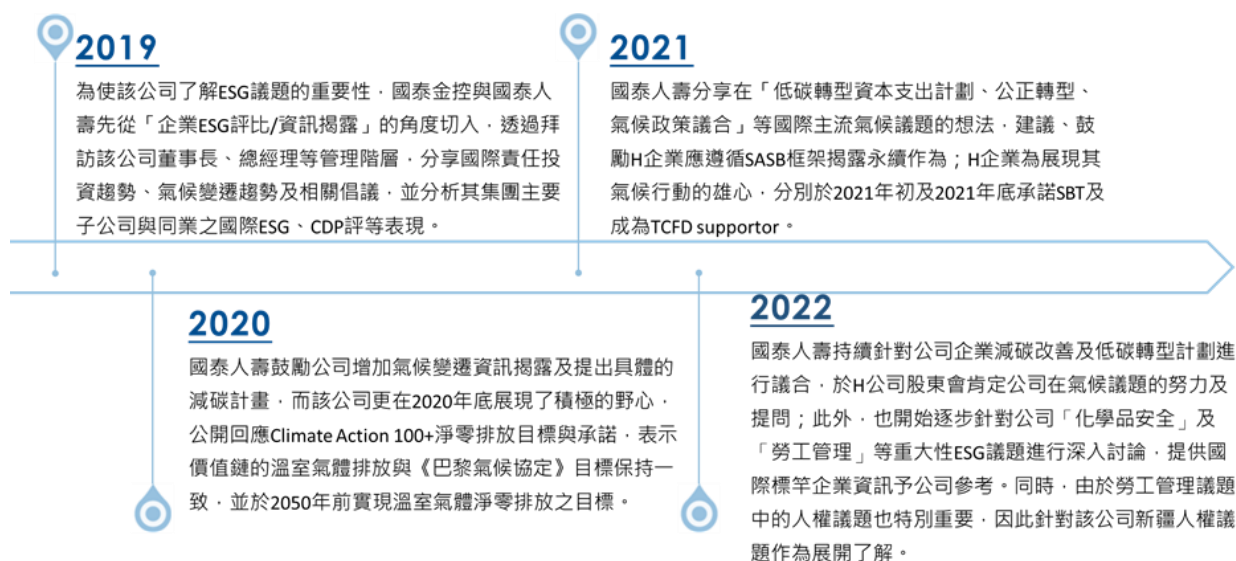 2019
為使該公司了解ESG議題的重要性，國泰金控與國泰人
壽先從「企業ESG評比/資訊揭露」的角度切入，透過拜
訪該公司董事長、總經理等管理階層，分享國際責任投
資趨勢、氣候變遷趨勢及相關倡議，並分析其集團主要
子公司與同業之國際ESG、CDP評等表現。
2021
國泰人壽分享在「低碳轉型資本支出計劃、公正轉型、
氣候政策議合」等國際主流氣候議題的想法，建議、鼓
勵H企業應遵循SASB框架揭露永續作為；H企業為展現其
氣候行動的雄心，分別於2021年初及2021年底承諾SBT及
成為TCFD supportor。
2020
國泰人壽鼓勵公司增加氣候變遷資訊揭露及提出具體的
減碳計畫，而該公司更在2020年底展現了積極的野心，
公開回應Climate Action 100+淨零排放目標與承諾，表示
價值鏈的溫室氣體排放與《巴黎氣候協定》目標保持一
致，並於2050年前實現溫室氣體淨零排放之目標。
2022
國泰人壽持續針對公司企業減碳改善及低碳轉型計劃進
行議合，於H公司股東會肯定公司在氣候議題的努力及
提問；此外，也開始逐步針對公司「化學品安全」及
「勞工管理」等重大性ESG議題進行深入討論，提供國
際標竿企業資訊予公司參考。同時，由於勞工管理議題
中的人權議題也特別重要，因此針對該公司新疆人權議
題作為展開了解。